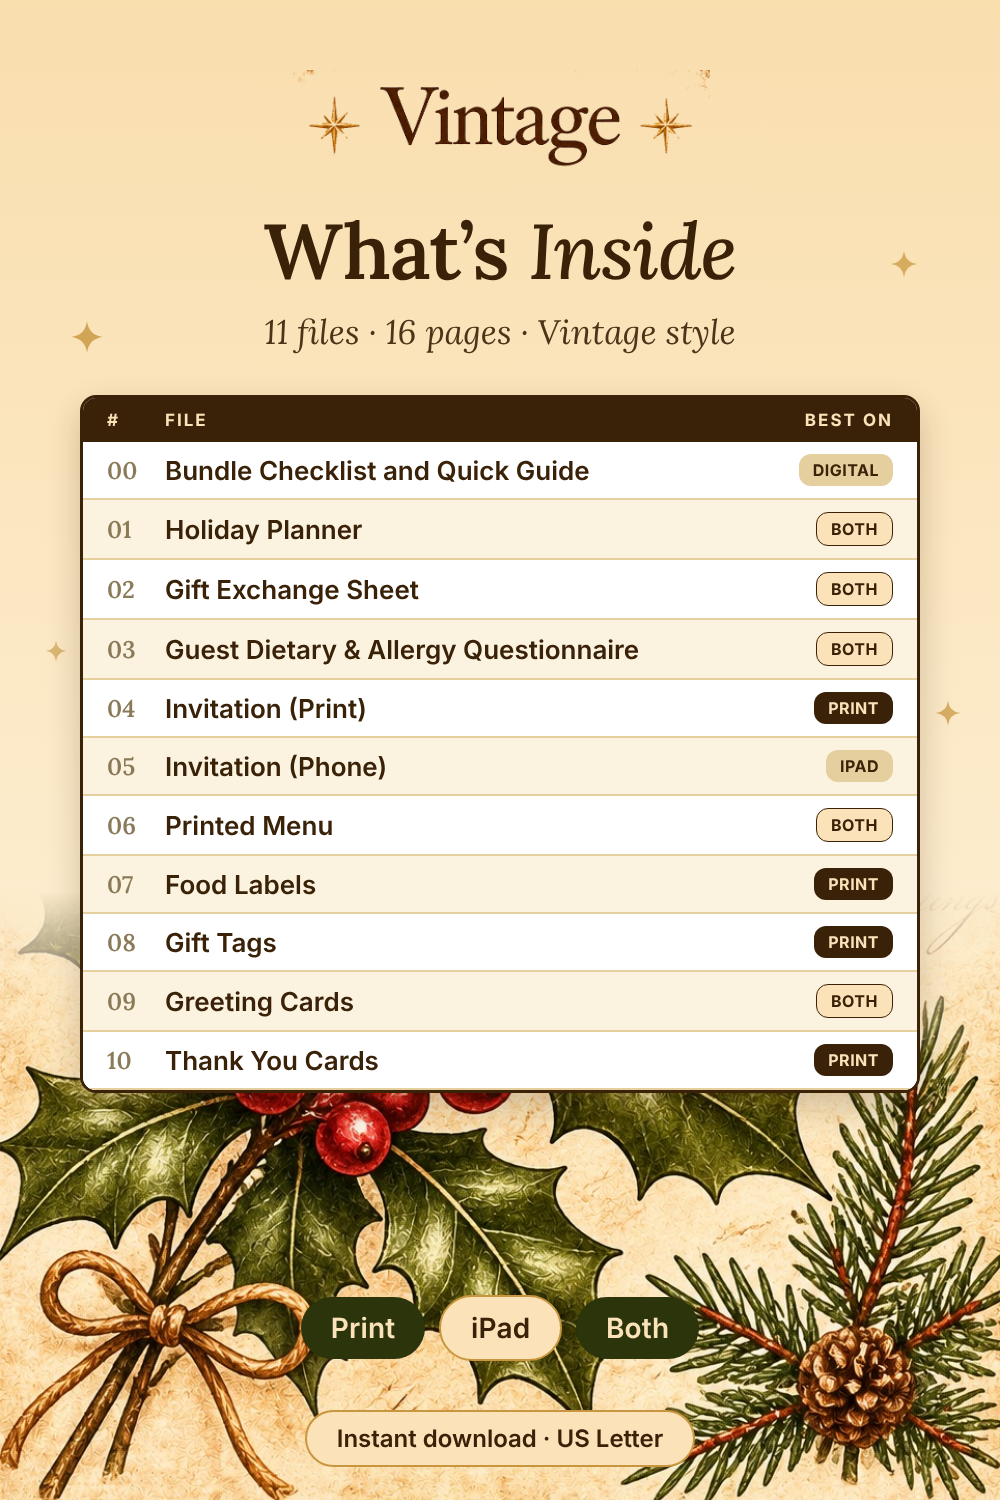 Vintage
What's Inside
11 files · 16 pages · Vintage style
# FILE BEST ON
00 Bundle Checklist and Quick Guide DIGITAL
01 Holiday Planner BOTH
02 Gift Exchange Sheet BOTH
03 Guest Dietary & Allergy Questionnaire BOTH
04 Invitation (Print) PRINT
05 Invitation (Phone) IPAD
06 Printed Menu BOTH
07 Food Labels PRINT
08 Gift Tags PRINT
09 Greeting Cards BOTH
10 Thank You Cards PRINT
Print iPad Both
Instant download · US Letter